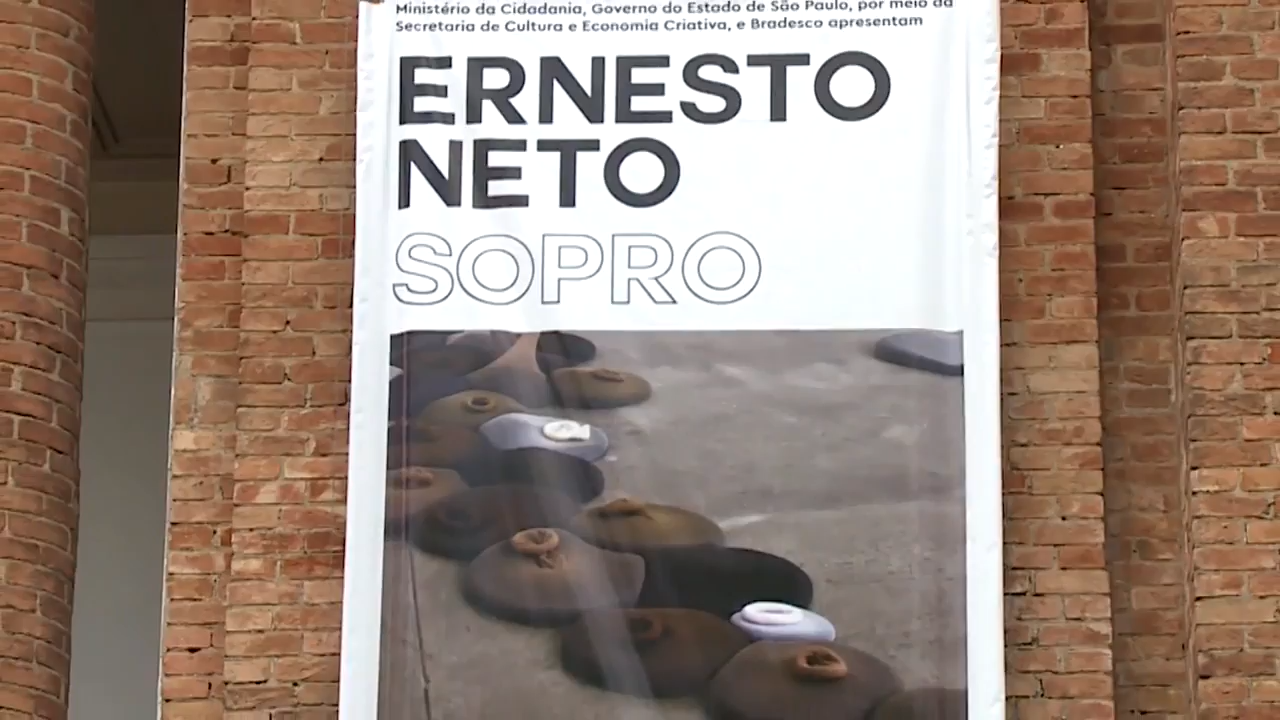 Ministério da Cidadania, Governo do Estado de São Paulo, por meio da
Secretaria de Cultura e Economia Criativa, e Bradesco apresentam
ERNESTO
NETO
SOPRO